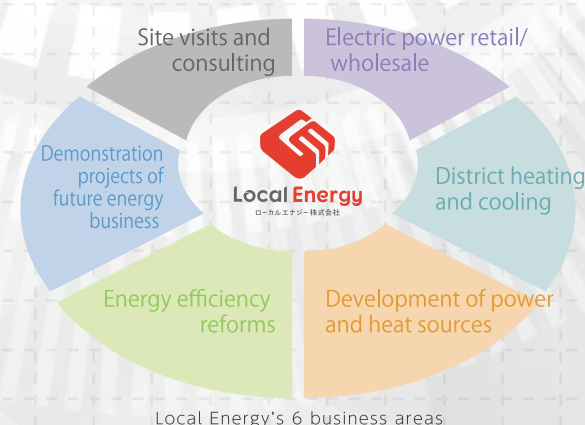 Site visits and
consulting
Electric power retail/
wholesale
District heating
and cooling
Development of power
and heat sources
Energy efficiency
reforms
Demonstration
projects of
future energy
business
Local Energy
ローカルエナジー株式会社
Local Energy's 6 business areas